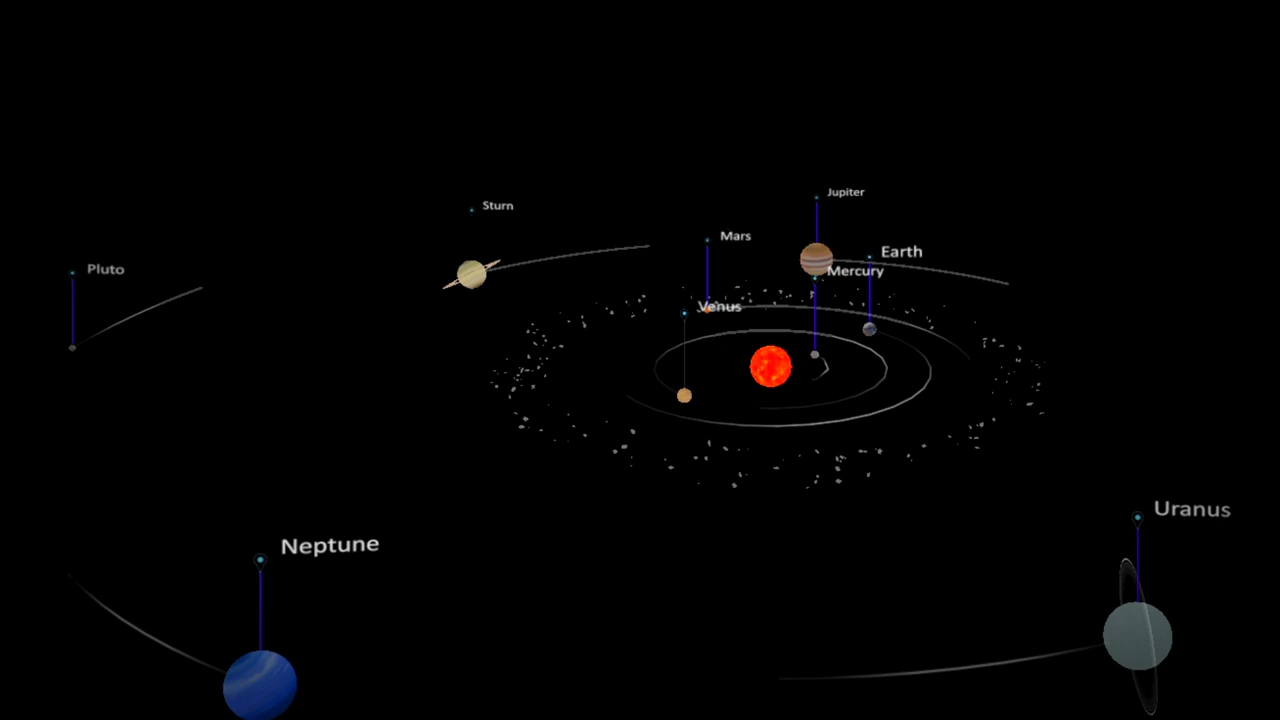 Jupiter
Sturn
Mars
Earth
Pluto
Mercury
Venus
Uranus
Neptune